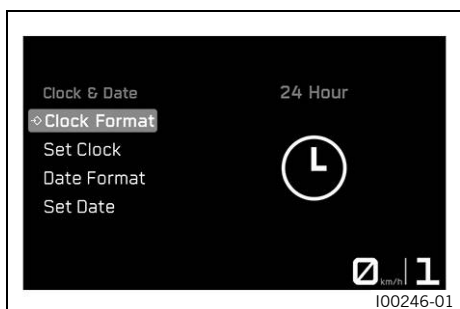 Clock & Date
24 Hour
Clock Format
Set Clock
Date Format
Set Date
0 km/h 1
I00246-01